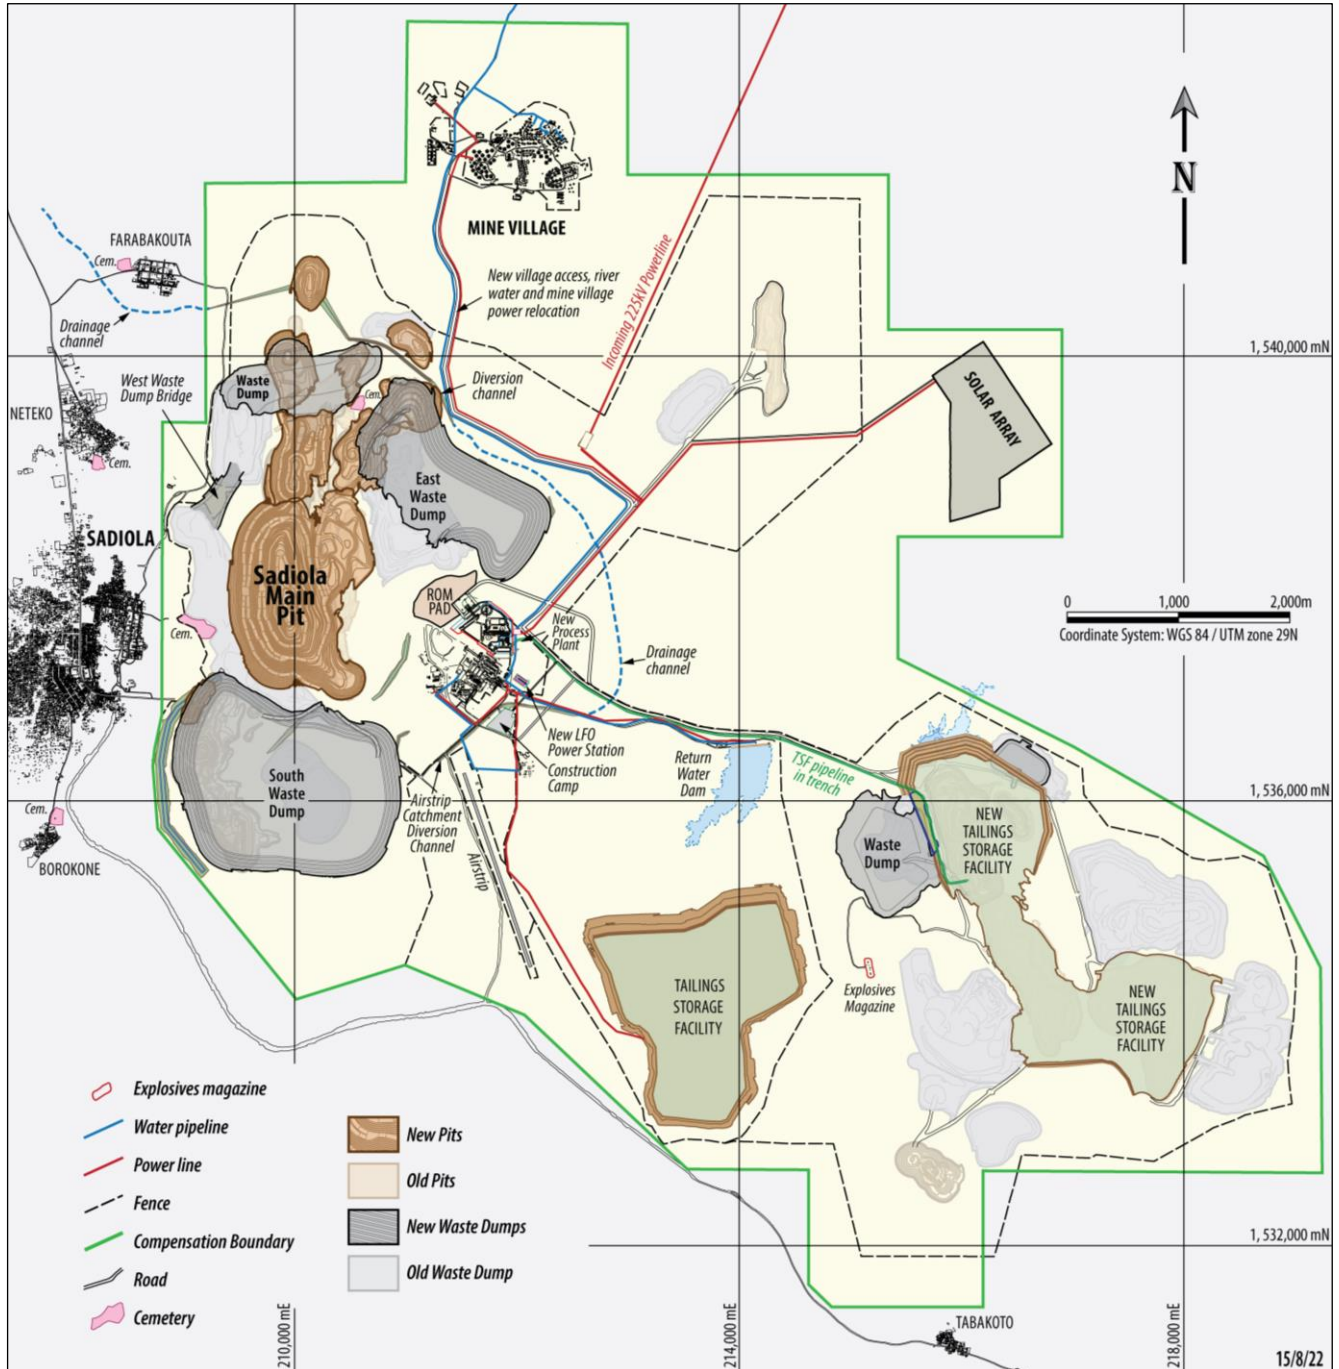 N
MINE VILLAGE
FARABAKOUTA
Cem.
New village access, river
water and mine village
power relocation
Incoming 225kV Powerline
Drainage
channel
1, 540,000 mN
West Waste
Dump Bridge
Waste
Dump
Diversion
channel
Cem.
SOLAR ARRAY
NETEKO
Cem.
East
Waste
Dump
SADIOLA
Sadiola
Main
Pit
ROM
PAD
0 1,000 2,000m
Coordinate System: WGS 84 / UTM zone 29N
Cem.
New
Process
Plant
Drainage
channel
New LFO
Power Station
Construction
Camp
Return
Water
Dam
TSF pipeline
in trench
South
Waste
Dump
Airstrip
Catchment
Diversion
Channel
Airstrip
1, 536,000 mN
Cem.
BOROKONE
Waste
Dump
NEW
TAILINGS
STORAGE
FACILITY
TAILINGS
STORAGE
FACILITY
Explosives
Magazine
NEW
TAILINGS
STORAGE
FACILITY
Explosives magazine
Water pipeline
Power line
Fence
Compensation Boundary
Road
Cemetery
New Pits
Old Pits
New Waste Dumps
Old Waste Dump
1, 532,000 mN
210,000 mE
214,000 mE
218,000 mE
TABAKOTO
15/8/22